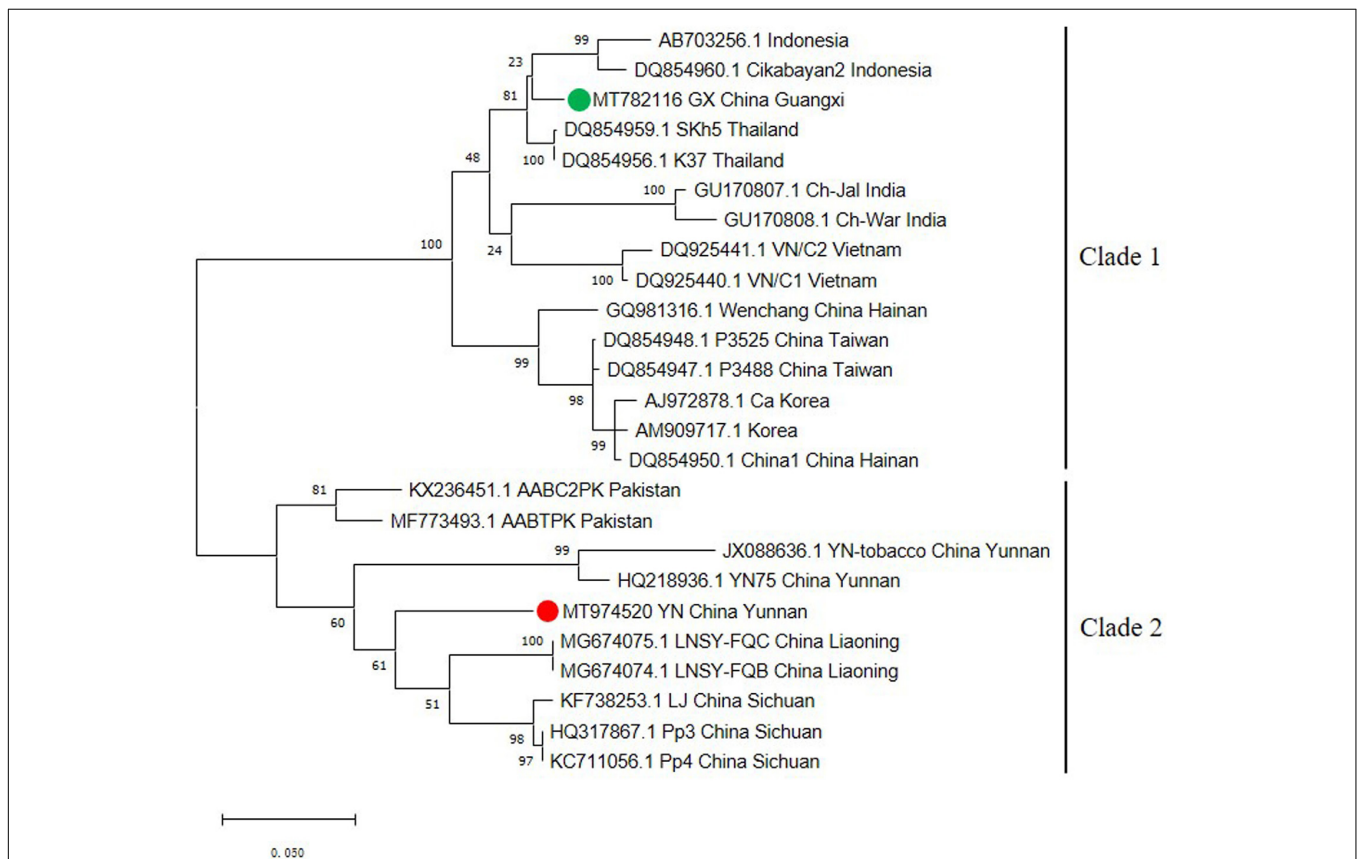 99
AB703256.1 Indonesia
DQ854960.1 Cikabayan2 Indonesia
23
MT782116 GX China Guangxi
81
DQ854959.1 SKh5 Thailand
100
DQ854956.1 K37 Thailand
48
100
GU170807.1 Ch-Jal India
GU170808.1 Ch-War India
24
DQ925441.1 VN/C2 Vietnam
100
DQ925440.1 VN/C1 Vietnam
100
GQ981316.1 Wenchang China Hainan
99
DQ854948.1 P3525 China Taiwan
DQ854947.1 P3488 China Taiwan
98
AJ972878.1 Ca Korea
AM909717.1 Korea
99
DQ854950.1 China1 China Hainan
Clade 1
81
KX236451.1 AABC2PK Pakistan
MF773493.1 AABTPK Pakistan
99
JX088636.1 YN-tobacco China Yunnan
HQ218936.1 YN75 China Yunnan
60
MT974520 YN China Yunnan
61
100
MG674075.1 LNSY-FQC China Liaoning
MG674074.1 LNSY-FQB China Liaoning
51
KF738253.1 LJ China Sichuan
98
HQ317867.1 Pp3 China Sichuan
97
KC711056.1 Pp4 China Sichuan
Clade 2
0.050